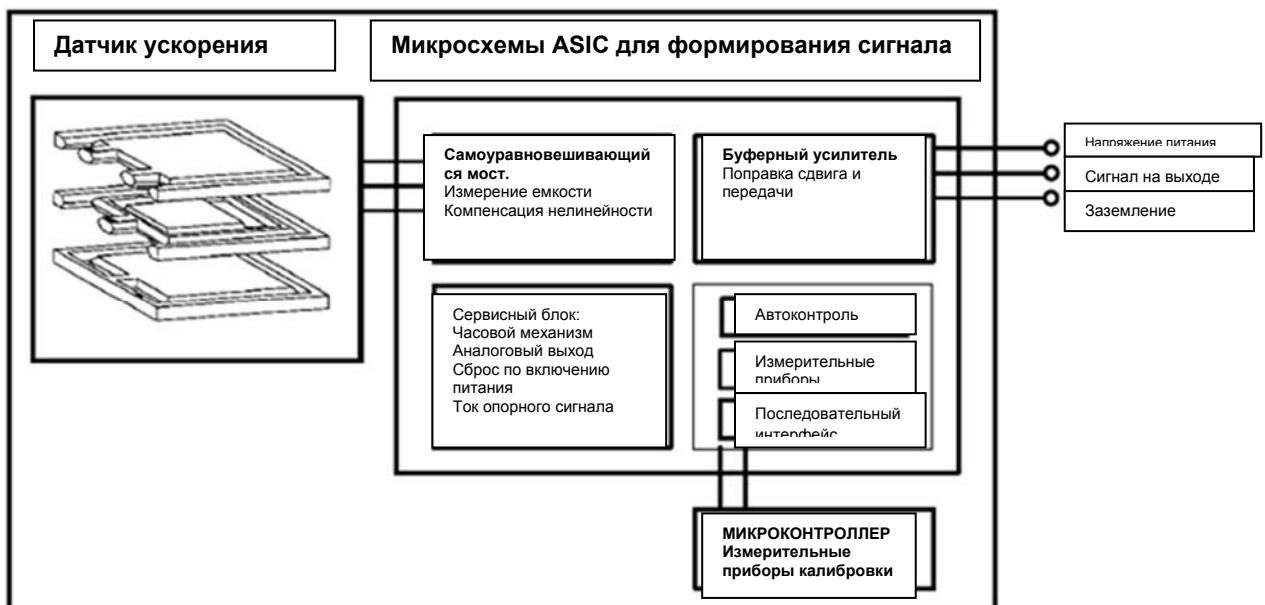 Датчик ускорения
Микросхемы ASIC для формирования сигнала
Самоуравновешивающий
ся мост.
Измерение емкости
Компенсация нелинейности
Буферный усилитель
Поправка сдвига и
передачи
Напряжение питания
Сигнал на выходе
Заземление
Сервисный блок:
Часовой механизм
Аналоговый выход
Сброс по включению
питания
Ток опорного сигнала
Автоконтроль
Измерительные
приборы
Последовательный
интерфейс
МИКРОКОНТРОЛЛЕР
Измерительные
приборы калибровки